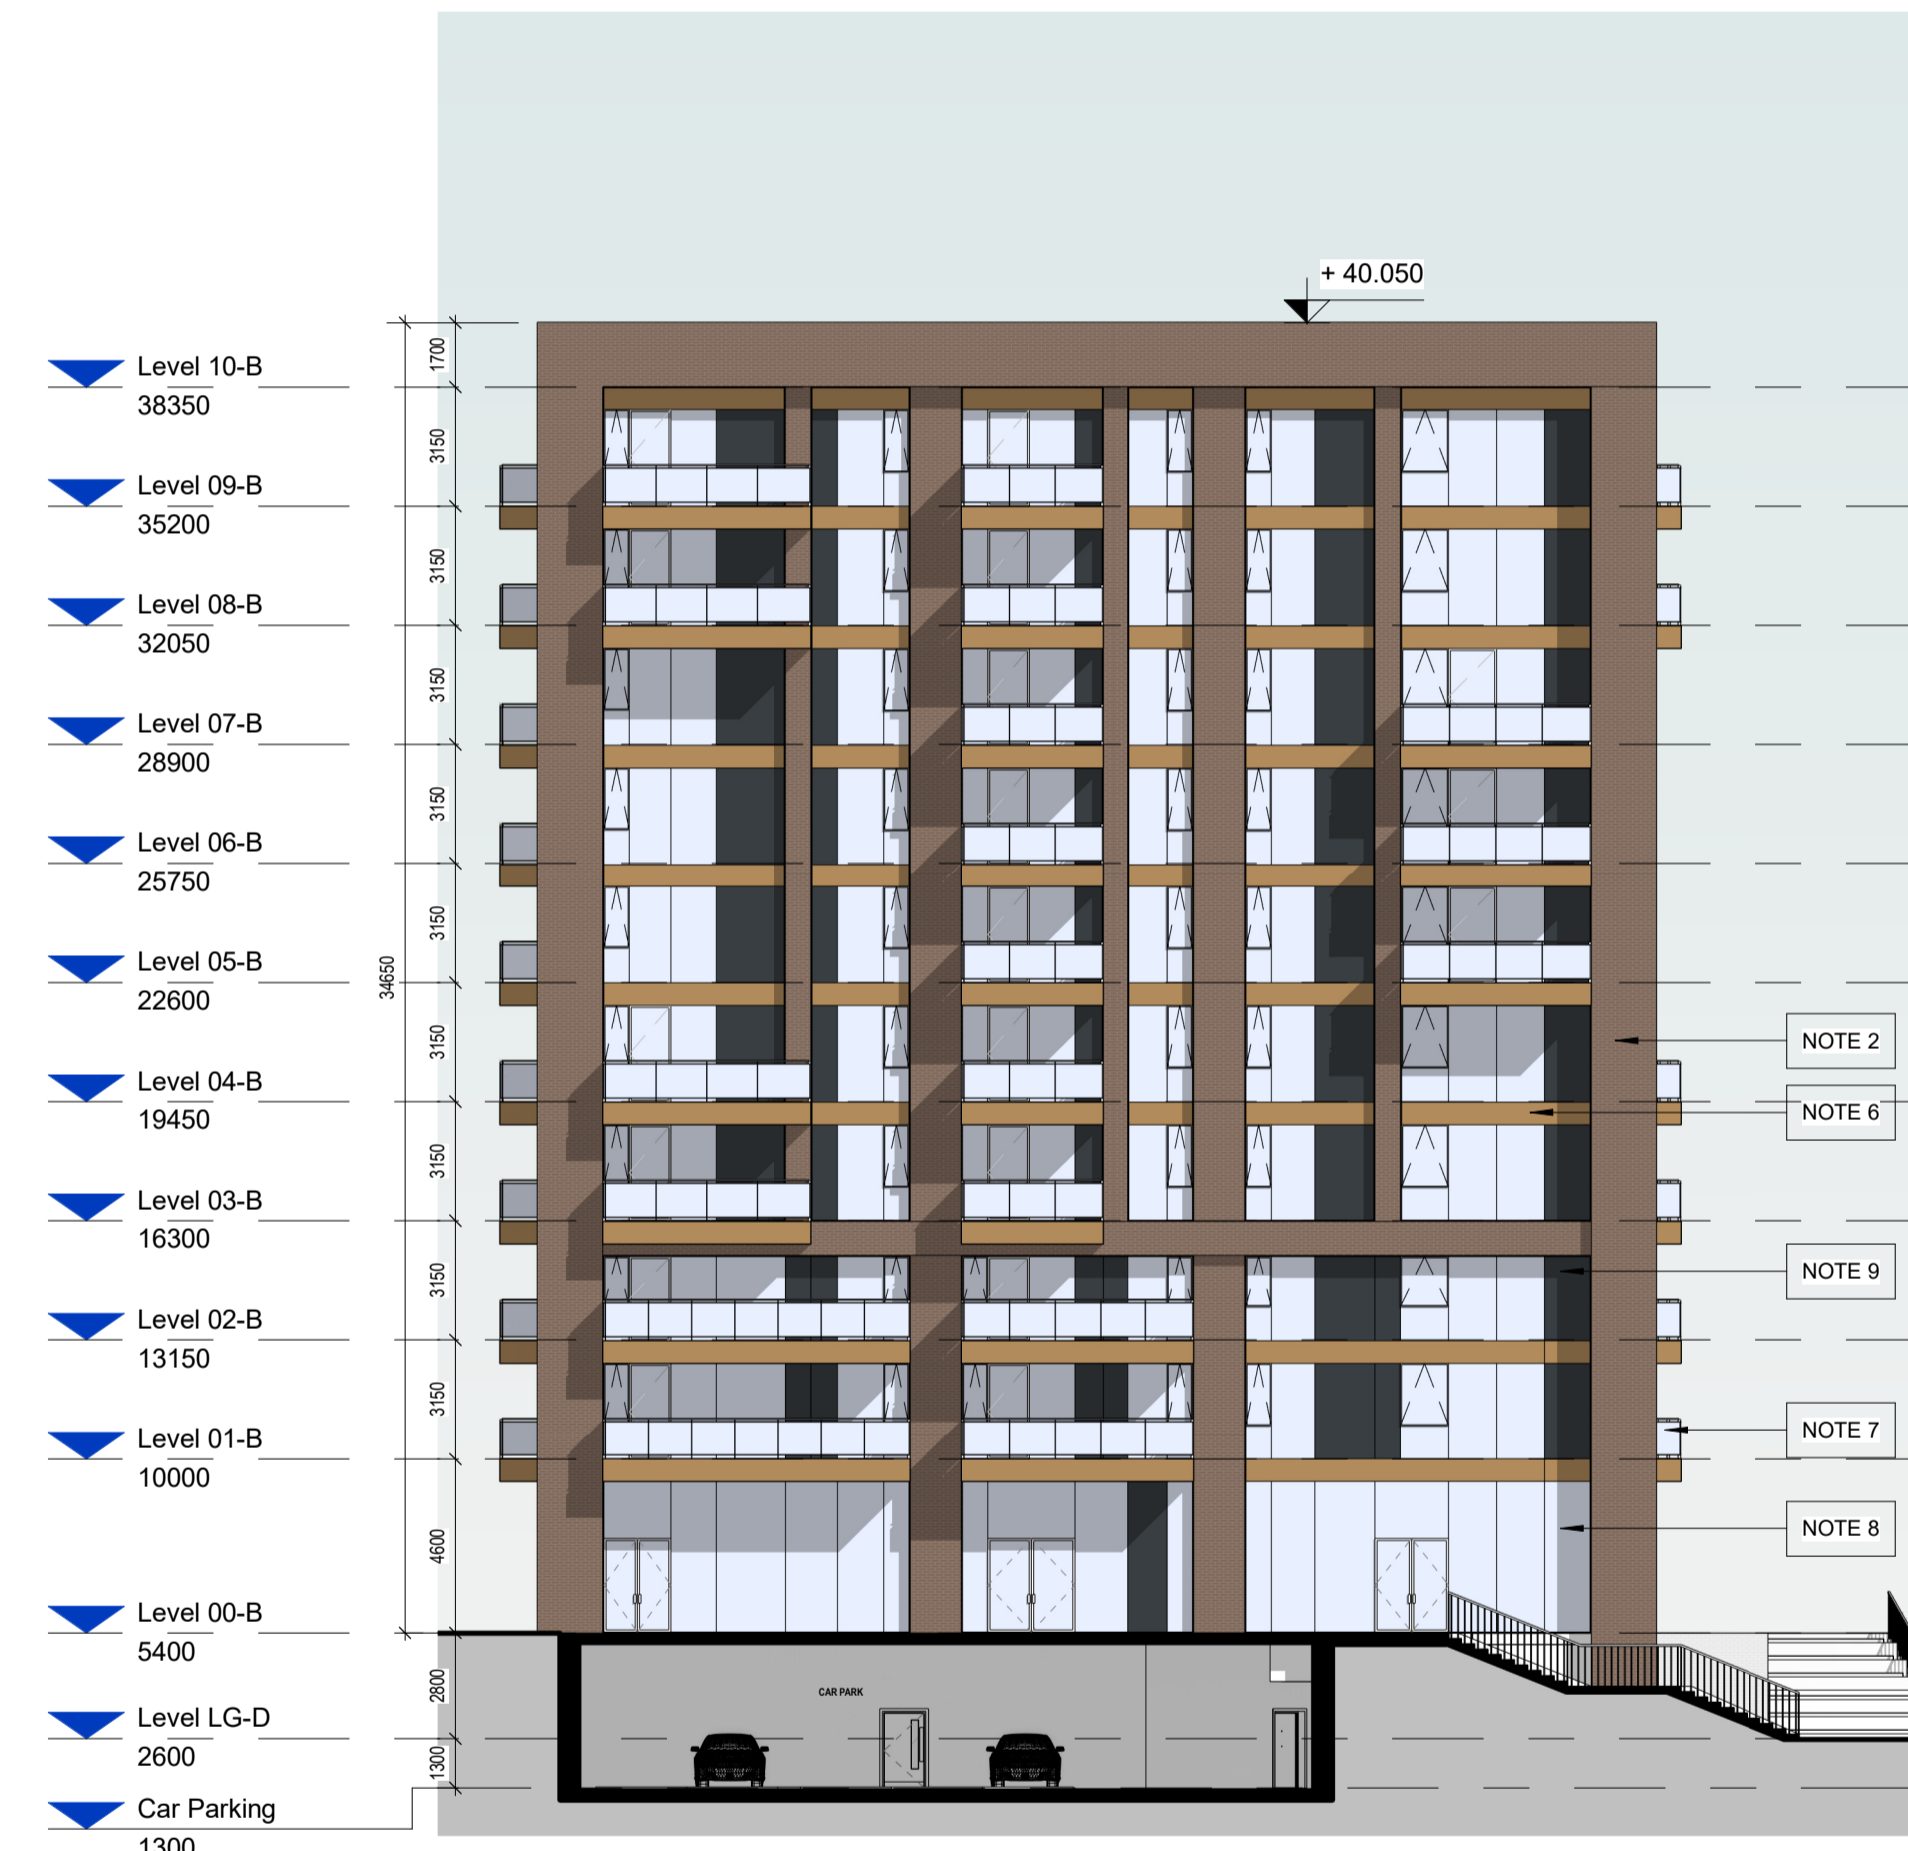 + 40.050
Level 10-B
38350
Level 09-B
35200
Level 08-B
32050
Level 07-B
28900
Level 06-B
25750
Level 05-B
22600
Level 04-B
19450
Level 03-B
16300
Level 02-B
13150
Level 01-B
10000
Level 00-B
5400
Level LG-D
2600
Car Parking
1300
34650
1700
3150
3150
3150
3150
3150
3150
3150
3150
3150
4600
2800
1300
CAR PARK
NOTE 2
NOTE 6
NOTE 9
NOTE 7
NOTE 8